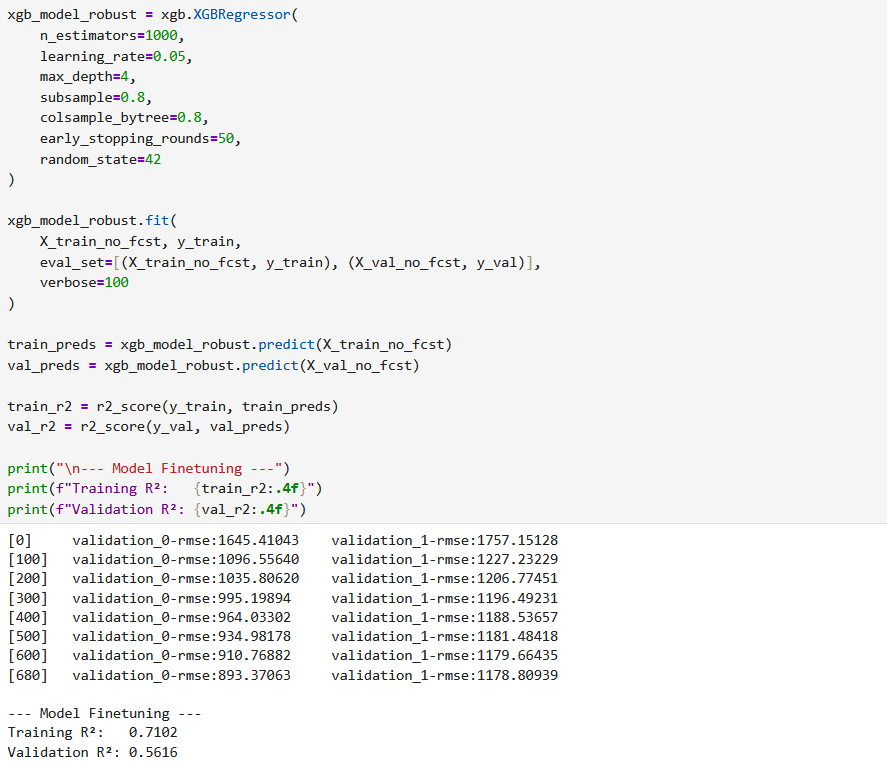 xgb_model_robust = xgb.XGBRegressor(
    n_estimators=1000,
    learning_rate=0.05,
    max_depth=4,
    subsample=0.8,
    colsample_bytree=0.8,
    early_stopping_rounds=50,
    random_state=42
)

xgb_model_robust.fit(
    X_train_no_fcst, y_train,
    eval_set=[(X_train_no_fcst, y_train), (X_val_no_fcst, y_val)],
    verbose=100
)

train_preds = xgb_model_robust.predict(X_train_no_fcst)
val_preds = xgb_model_robust.predict(X_val_no_fcst)

train_r2 = r2_score(y_train, train_preds)
val_r2 = r2_score(y_val, val_preds)

print("\n--- Model Finetuning ---")
print(f"Training R²:   {train_r2:.4f}")
print(f"Validation R²: {val_r2:.4f}")

[0]     validation_0-rmse:1645.41043    validation_1-rmse:1757.15128
[100]   validation_0-rmse:1096.55640    validation_1-rmse:1227.23229
[200]   validation_0-rmse:1035.80620    validation_1-rmse:1206.77451
[300]   validation_0-rmse:995.19894     validation_1-rmse:1196.49231
[400]   validation_0-rmse:964.03302     validation_1-rmse:1188.53657
[500]   validation_0-rmse:934.98178     validation_1-rmse:1181.48418
[600]   validation_0-rmse:910.76882     validation_1-rmse:1179.66435
[680]   validation_0-rmse:893.37063     validation_1-rmse:1178.80939

--- Model Finetuning ---
Training R²:   0.7102
Validation R²: 0.5616